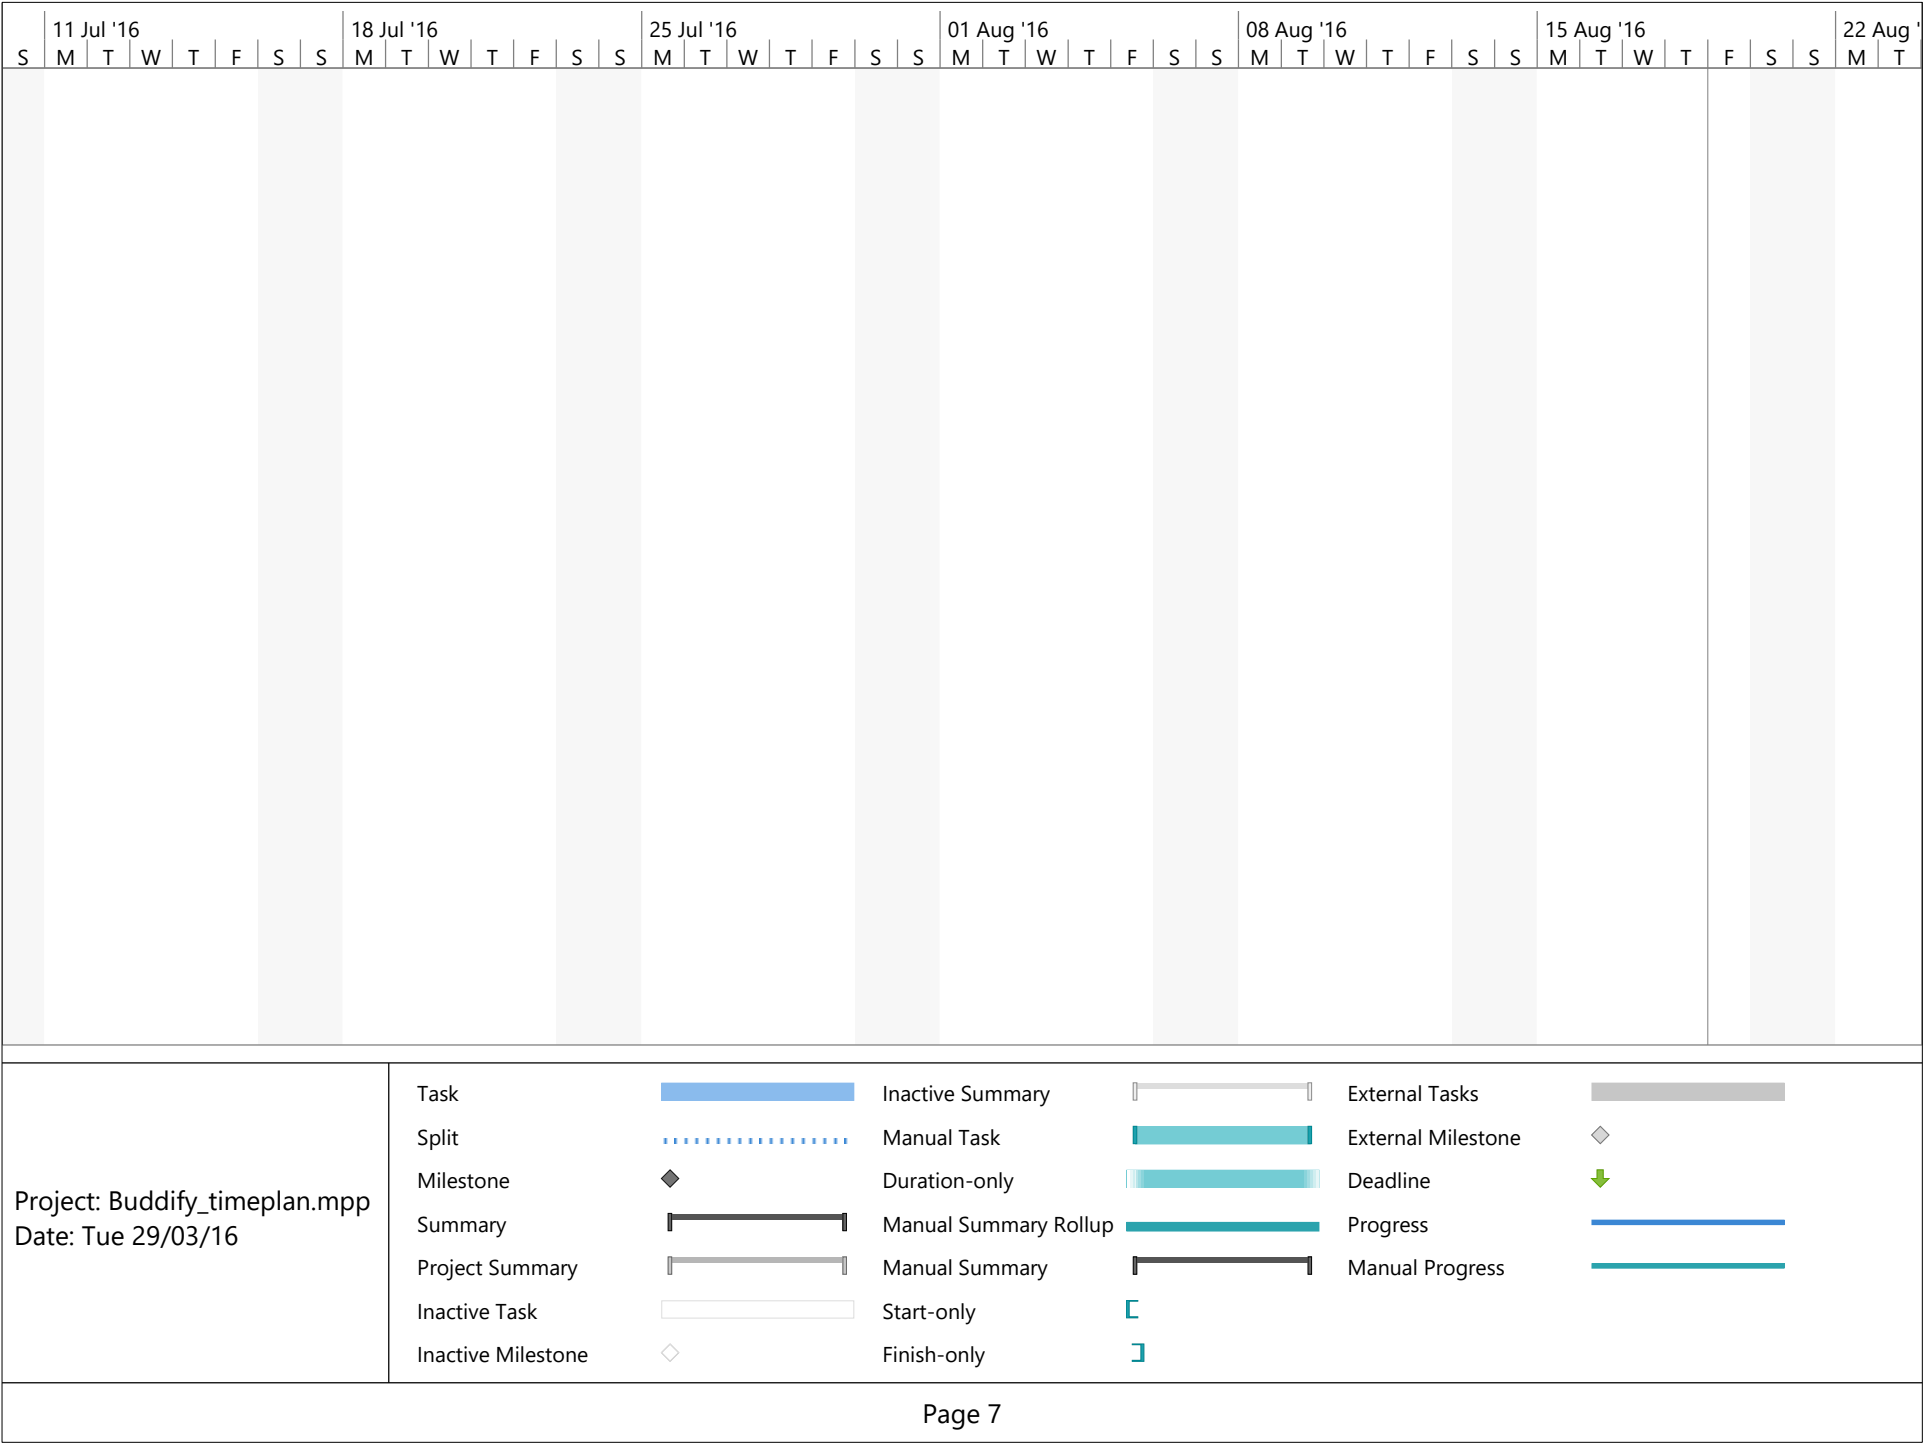 11 Jul '16 18 Jul '16 25 Jul '16 01 Aug '16 08 Aug '16 15 Aug '16 22 Aug '
S M T W T F S S M T W T F S S M T W T F S S M T W T F S S M T W T F S S M T W T F S S M T
Project: Buddify_timeplan.mpp
Date: Tue 29/03/16
Task
Split
Milestone
Summary
Project Summary
Inactive Task
Inactive Milestone
Inactive Summary
Manual Task
Duration-only
Manual Summary Rollup
Manual Summary
Start-only
Finish-only
External Tasks
External Milestone
Deadline
Progress
Manual Progress
Page 7